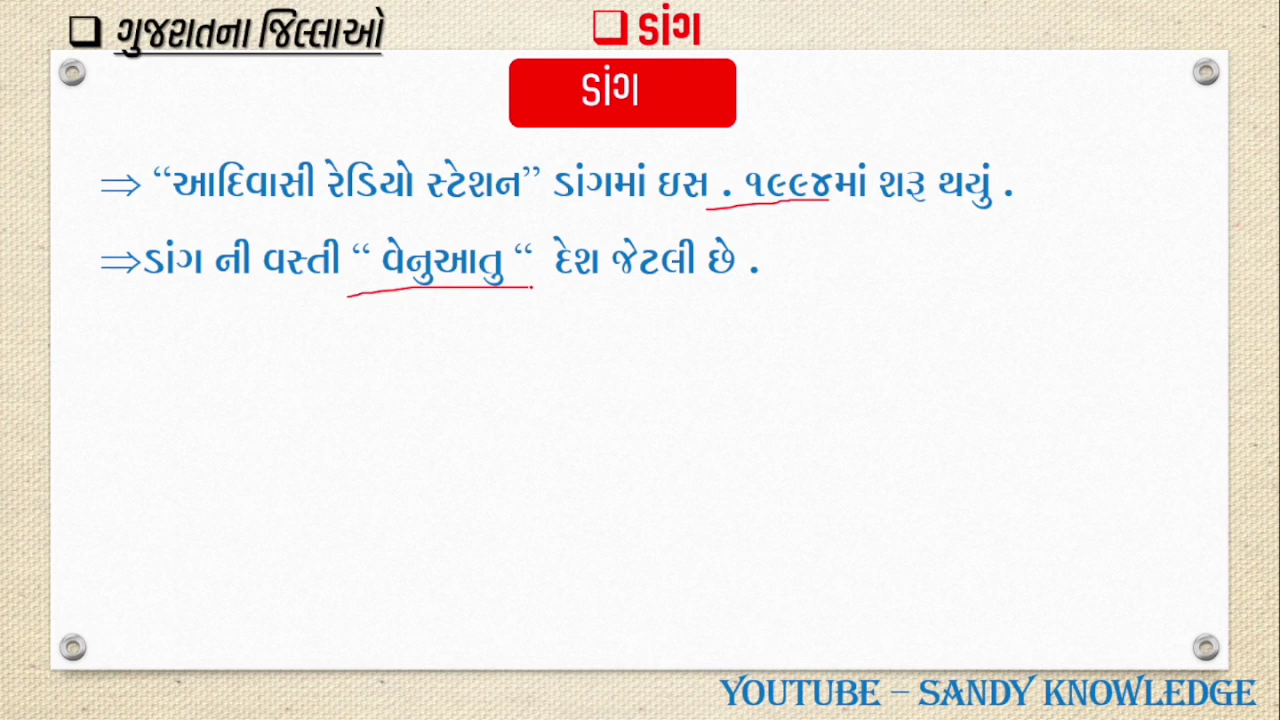 ❑ ગુજરાતના જિલ્લાઓ
❑ ડાંગ
ડાંગ
⇒ “આદિવાસી રેડિયો સ્ટેશન” ડાંગમાં ઇસ . ૧૯૯૪માં શરૂ થયું .
⇒ડાંગ ની વસ્તી “ વેનુઆતુ “ દેશ જેટલી છે .
YOUTUBE – SANDY KNOWLEDGE